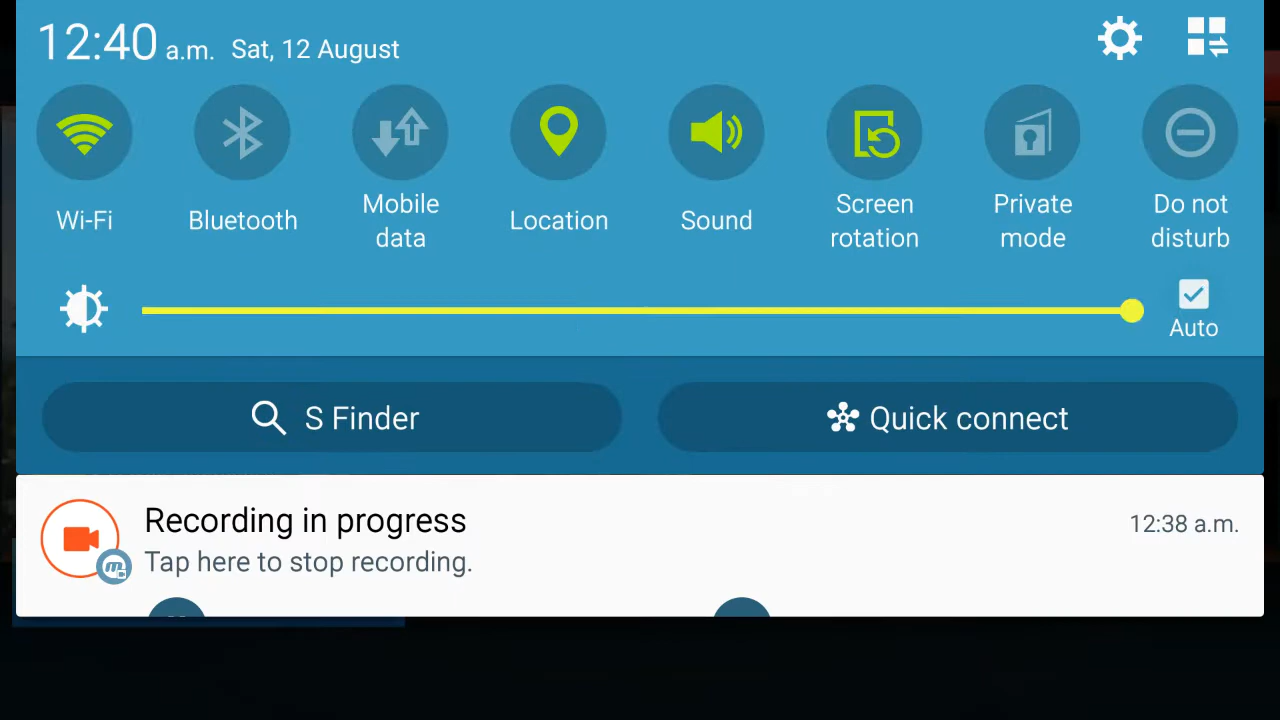 12:40 a.m. Sat, 12 August
Wi-Fi
Bluetooth
Mobile
data
Location
Sound
Screen
rotation
Private
mode
Do not
disturb
Auto
S Finder
Quick connect
Recording in progress
12:38 a.m.
Tap here to stop recording.